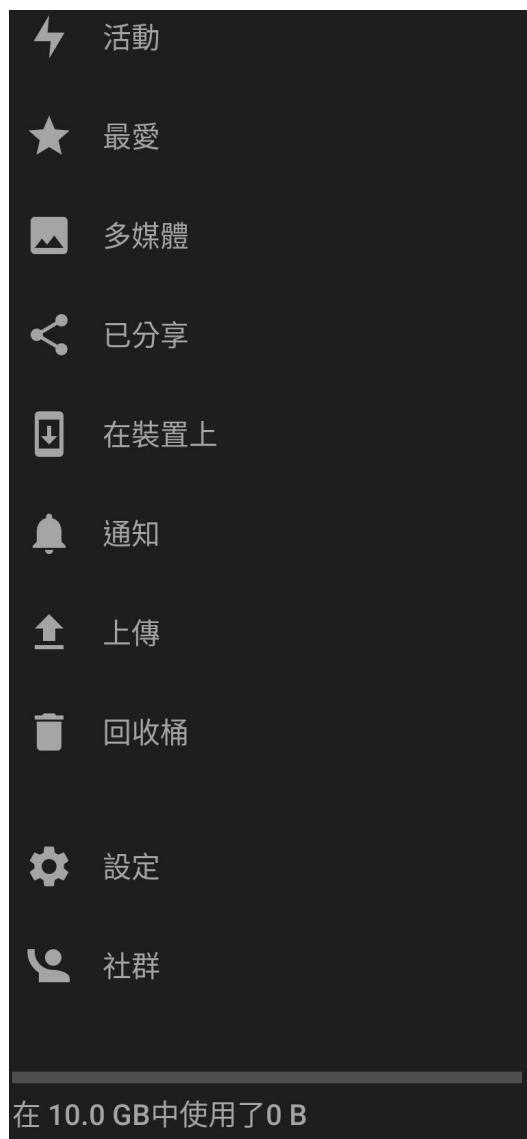 活動
最愛
多媒體
已分享
在裝置上
通知
上傳
回收桶
設定
社群
在 10.0 GB中使用了0 B